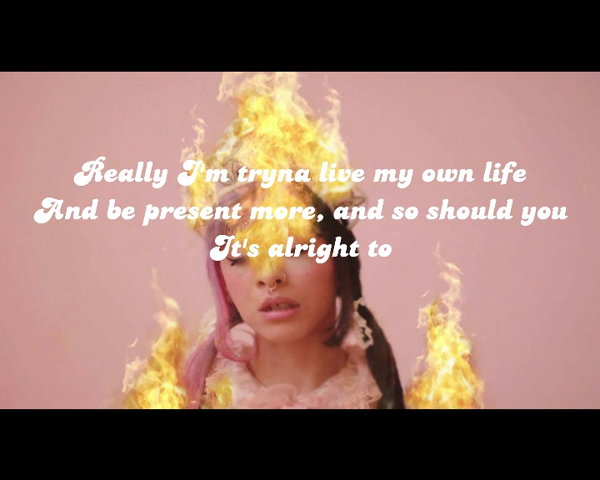 Really I'm tryna live my own life
And be present more, and so should you
It's alright to